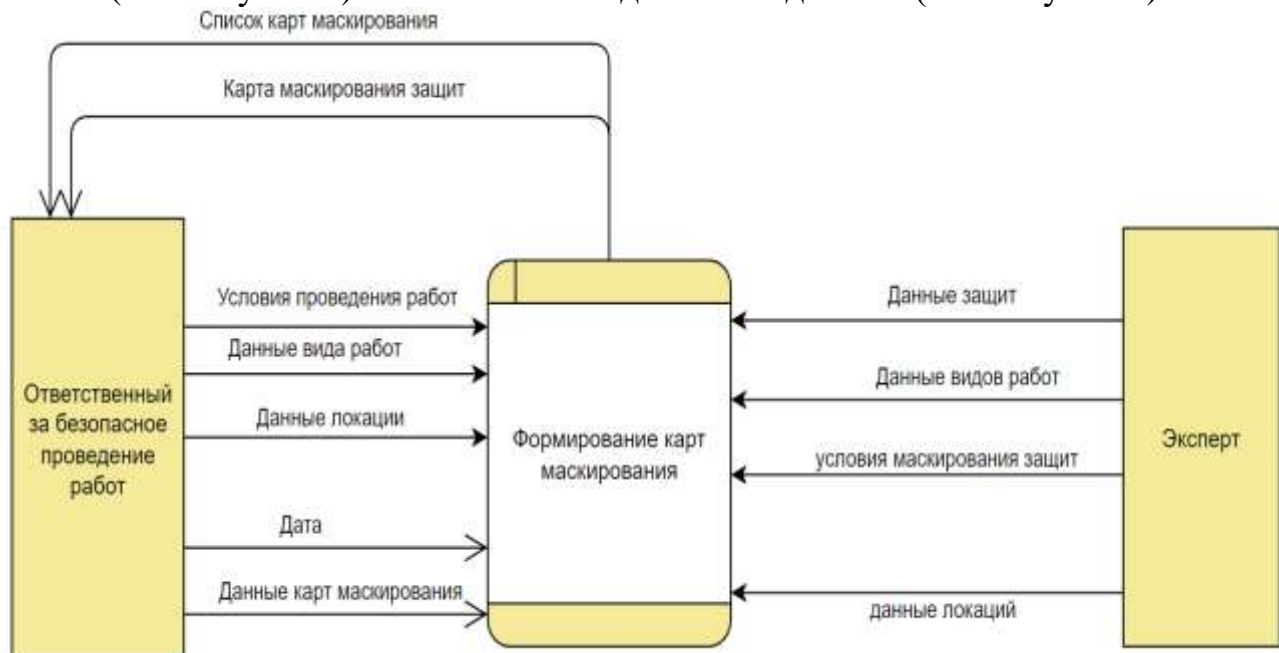 Список карт маскирования
Карта маскирования защит
Условия проведения работ
Данные вида работ
Данные локации
Дата
Данные карт маскирования
Ответственный
за безопасное
проведение
работ
Формирование карт
маскирования
Данные защит
Данные видов работ
условия маскирования защит
данные локаций
Эксперт